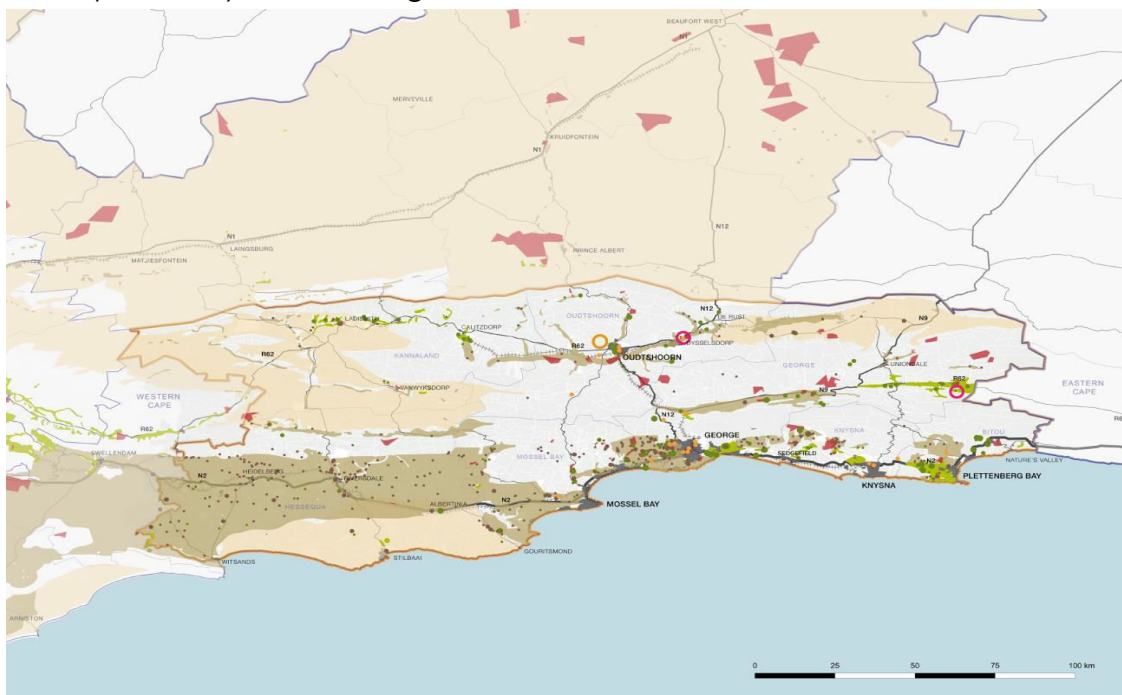 BEAUFORT WEST
N1
MERVEVILLE
KRUIDFONTEIN
N1
N12
N1
LAINGSBURG
MATJIESFONTEIN
PRINCE ALBERT
OUDTSHOORN
N12
DE RUST
N9
CALITZDORP
R62
DYSSELSDORP
OUDTSHOORN
KANNALAND
R62
GEORGE
UNIONDALE
R62
WESTERN
CAPE
VANWYKSDORP
N9
EASTERN
CAPE
R62
N12
GEORGE
KNYSNA
BITOU
SWELLENDAM
MOSSEL BAY
SEDGEFIELD
NATURE'S VALLEY
N2
HEIDELBERG
N2
PLETTENBERG BAY
KNYSNA
HESSEQUA
ALBERTINIA
N2
MOSSEL BAY
GOURITSMOND
STILBAAI
WITSANDS
ARNISTON
0 25 50 75 100 km